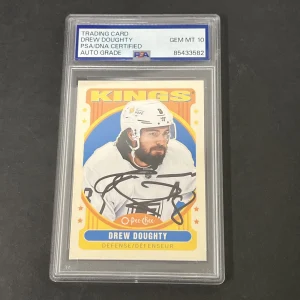 TRADING CARD
DREW DOUGHTY
PSA/DNA CERTIFIED
AUTO GRADE
GEM MT 10
PSA
85433582
KINGS
O-Pee-Chee
DREW DOUGHTY
DEFENSE/DÉFENSEUR